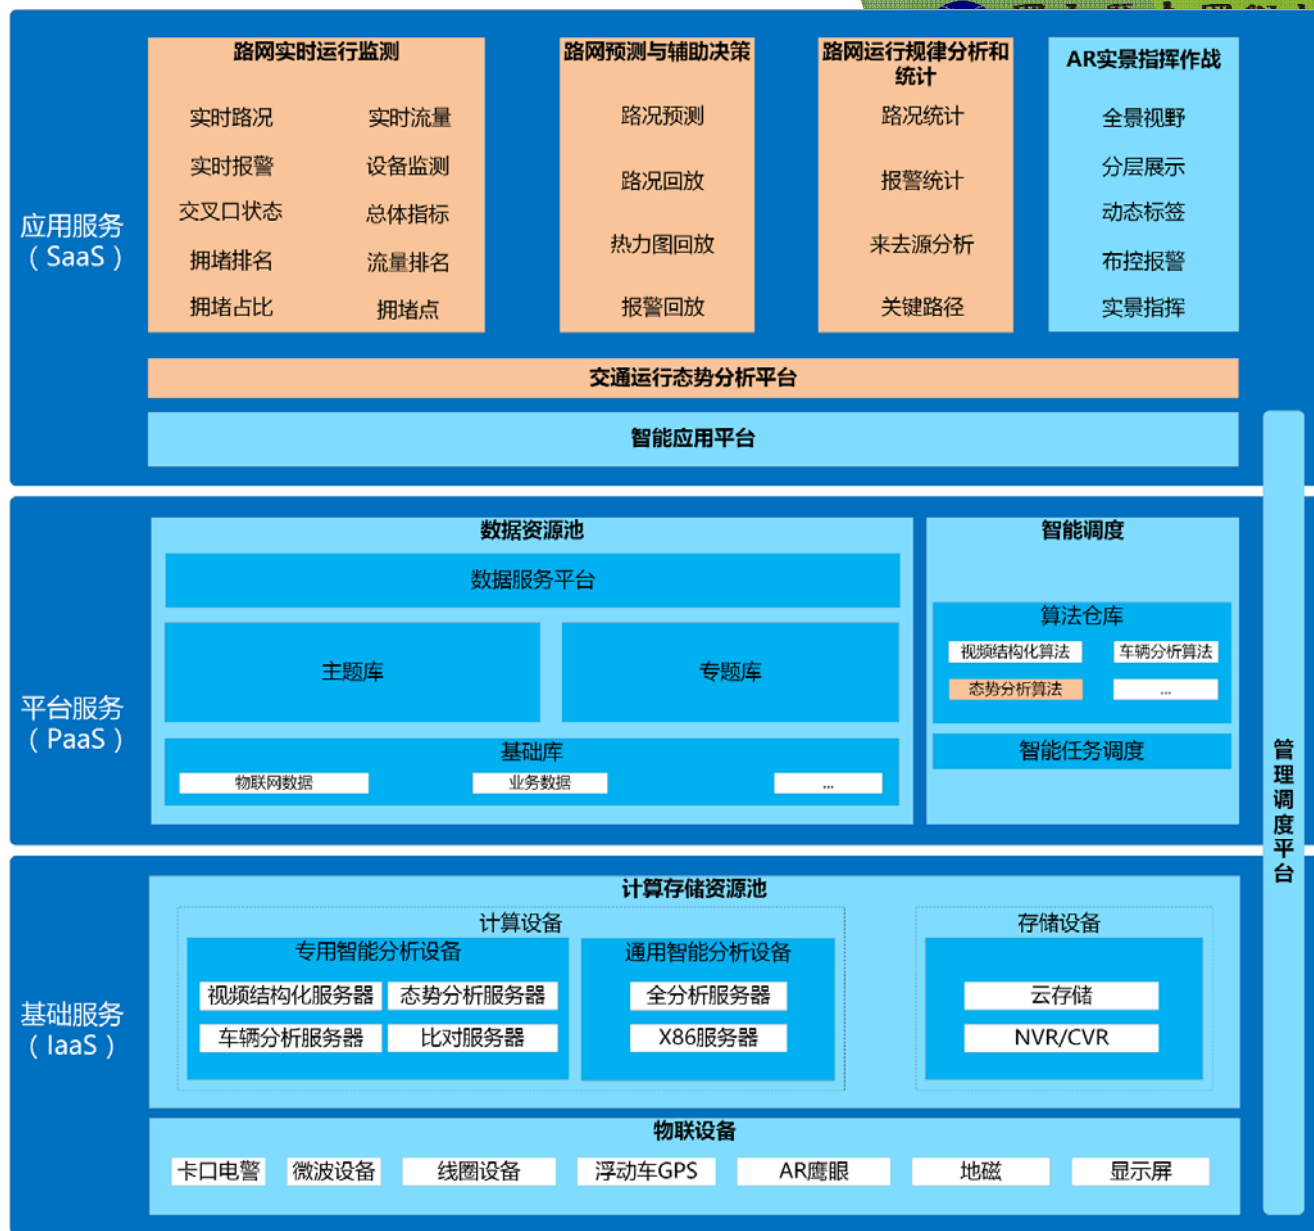 路网实时运行监测
实时路况
实时流量
实时报警
设备监测
交叉口状态
总体指标
拥堵排名
流量排名
拥堵占比
拥堵点
路网预测与辅助决策
路况预测
路况回放
热力图回放
报警回放
路网运行规律分析和
统计
路况统计
报警统计
来去源分析
关键路径
AR实景指挥作战
全景视野
分层展示
动态标签
布控报警
实景指挥
应用服务
（SaaS）
交通运行态势分析平台
智能应用平台
平台服务
（PaaS）
数据资源池
数据服务平台
主题库
专题库
基础库
物联网数据
业务数据
...
智能调度
算法仓库
视频结构化算法
车辆分析算法
态势分析算法
...
智能任务调度
管理调度平台
基础服务
（IaaS）
计算存储资源池
计算设备
专用智能分析设备
视频结构化服务器
态势分析服务器
车辆分析服务器
比对服务器
通用智能分析设备
全分析服务器
X86服务器
存储设备
云存储
NVR/CVR
物联设备
卡口电警
微波设备
线圈设备
浮动车GPS
AR鹰眼
地磁
显示屏